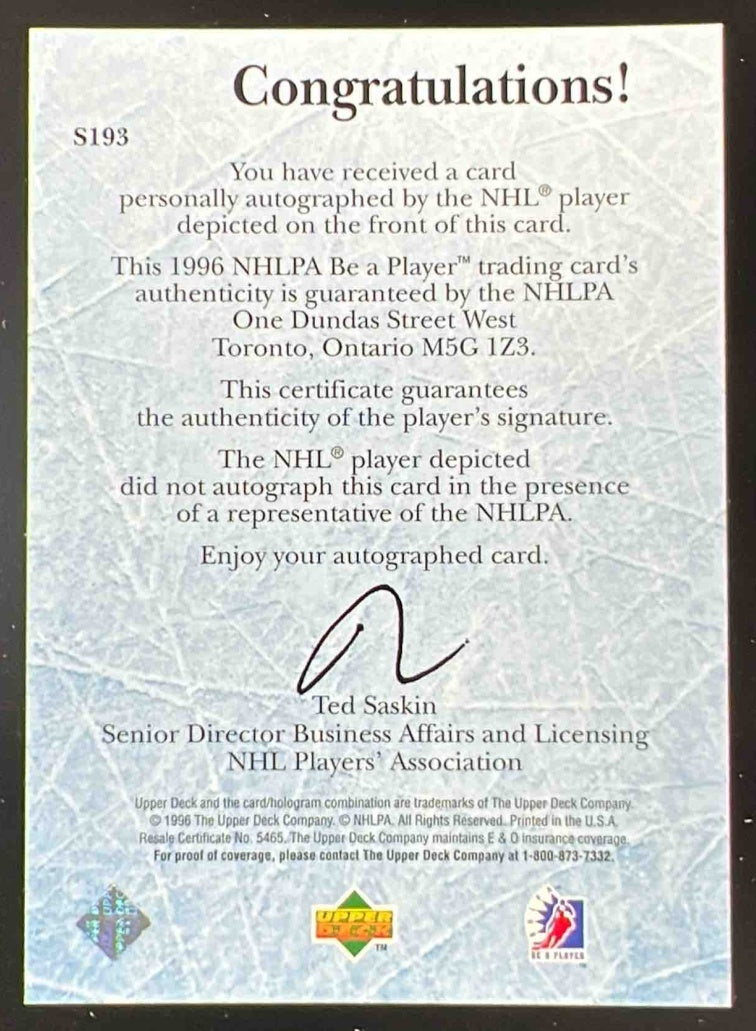 Congratulations!
S193
You have received a card
personally autographed by the NHL® player
depicted on the front of this card.
This 1996 NHLPA Be a Player™ trading card's
authenticity is guaranteed by the NHLPA
One Dundas Street West
Toronto, Ontario M5G 1Z3.
This certificate guarantees
the authenticity of the player's signature.
The NHL® player depicted
did not autograph this card in the presence
of a representative of the NHLPA.
Enjoy your autographed card.
Ted Saskin
Senior Director Business Affairs and Licensing
NHL Players' Association
Upper Deck and the card/hologram combination are trademarks of The Upper Deck Company.
© 1996 The Upper Deck Company. © NHLPA. All Rights Reserved. Printed in the U.S.A.
Resale Certificate No. 5465. The Upper Deck Company maintains E & O insurance coverage.
For proof of coverage, please contact The Upper Deck Company at 1-800-873-7332.
UPPER
DECK
TM
BE A PLAYER